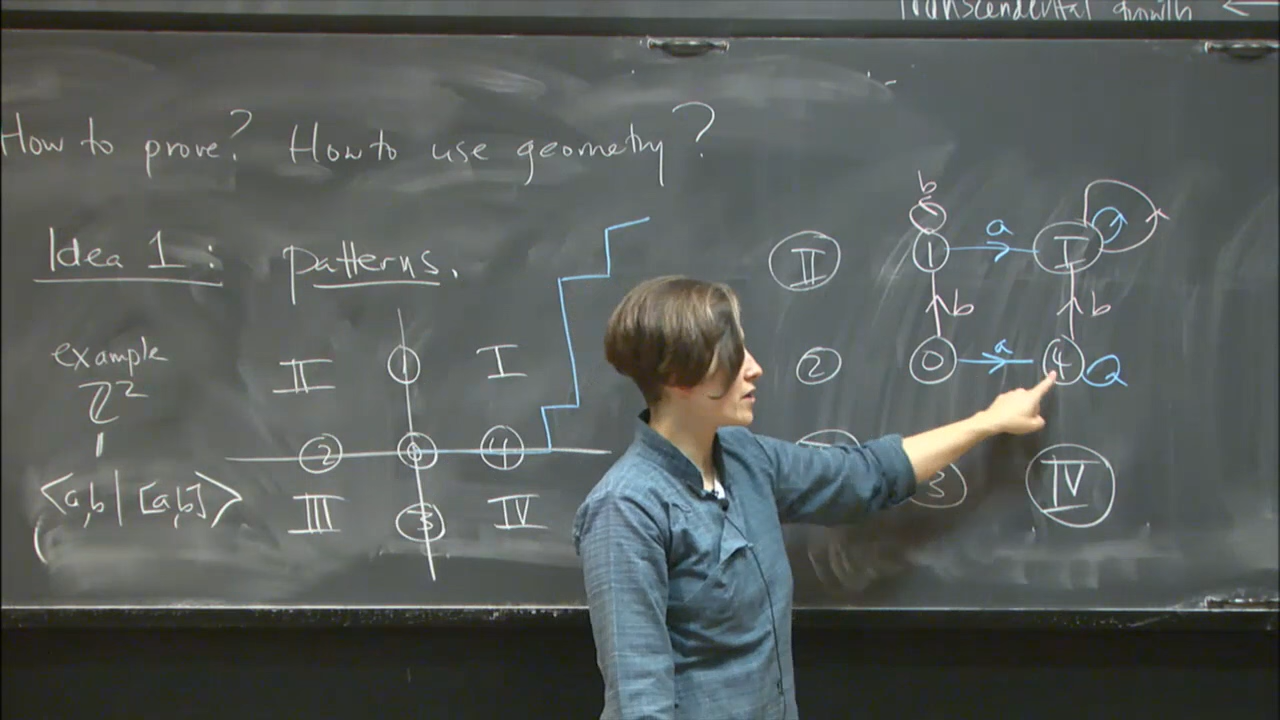 Transcendental growth ←
How to prove? How to use geometry?
Idea 1: patterns.
example
ℤ²
<a,b | [a,b]>
II 1 I
2 0 4
III 3 IV
b
II 1 a I
b b
2 0 a 4
3 IV